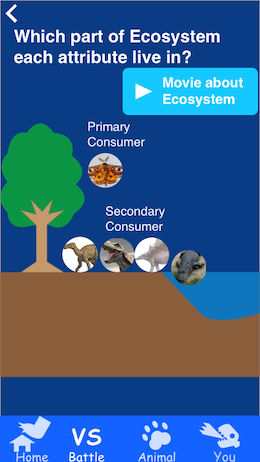 Which part of Ecosystem
each attribute live in?
Movie about
Ecosystem
Primary
Consumer
Secondary
Consumer
Home
VS
Battle
Animal
You